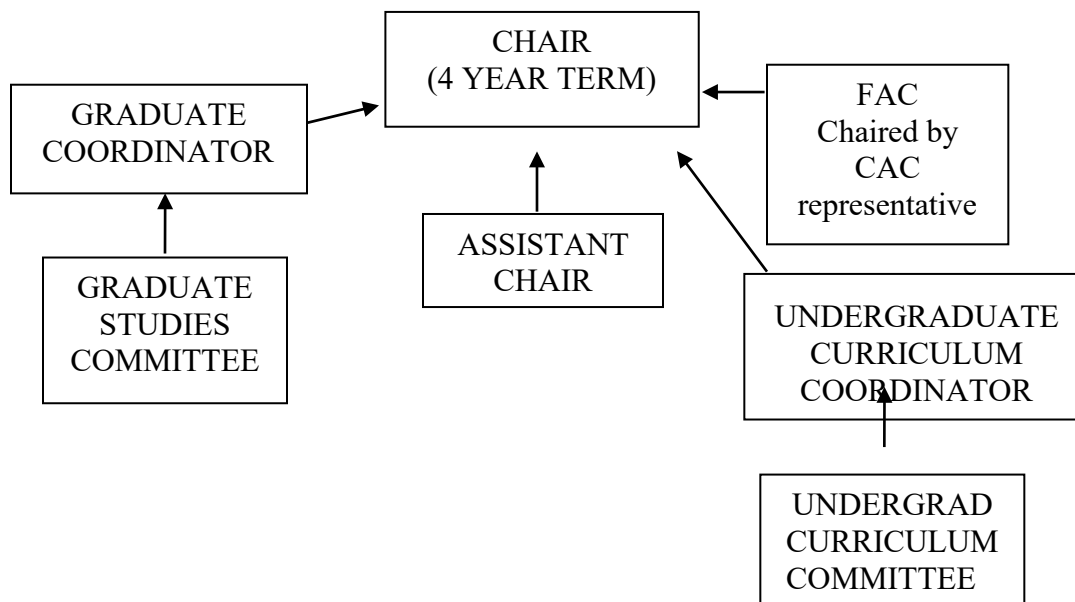 CHAIR
(4 YEAR TERM)
GRADUATE
COORDINATOR
FAC
Chaired by
CAC
representative
ASSISTANT
CHAIR
GRADUATE
STUDIES
COMMITTEE
UNDERGRADUATE
CURRICULUM
COORDINATOR
UNDERGRAD
CURRICULUM
COMMITTEE